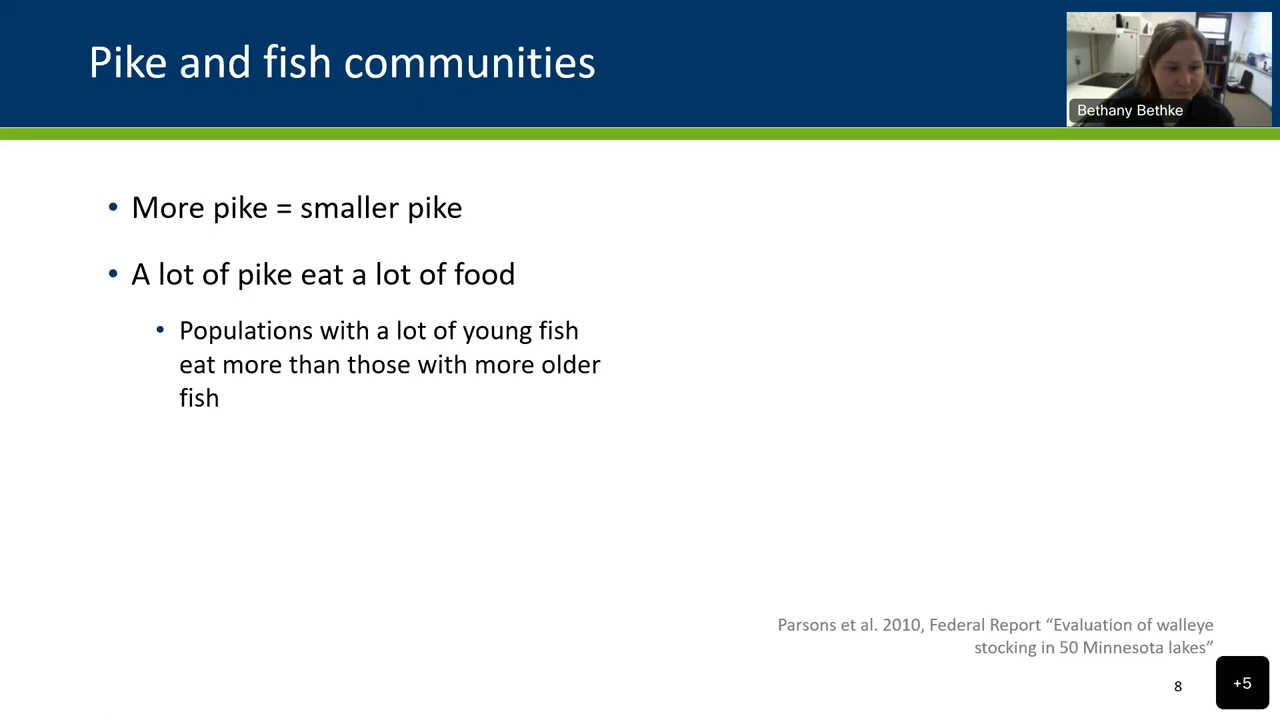 Pike and fish communities
Bethany Bethke
• More pike = smaller pike
• A lot of pike eat a lot of food
• Populations with a lot of young fish
eat more than those with more older
fish
Parsons et al. 2010, Federal Report “Evaluation of walleye
stocking in 50 Minnesota lakes”
8
+5